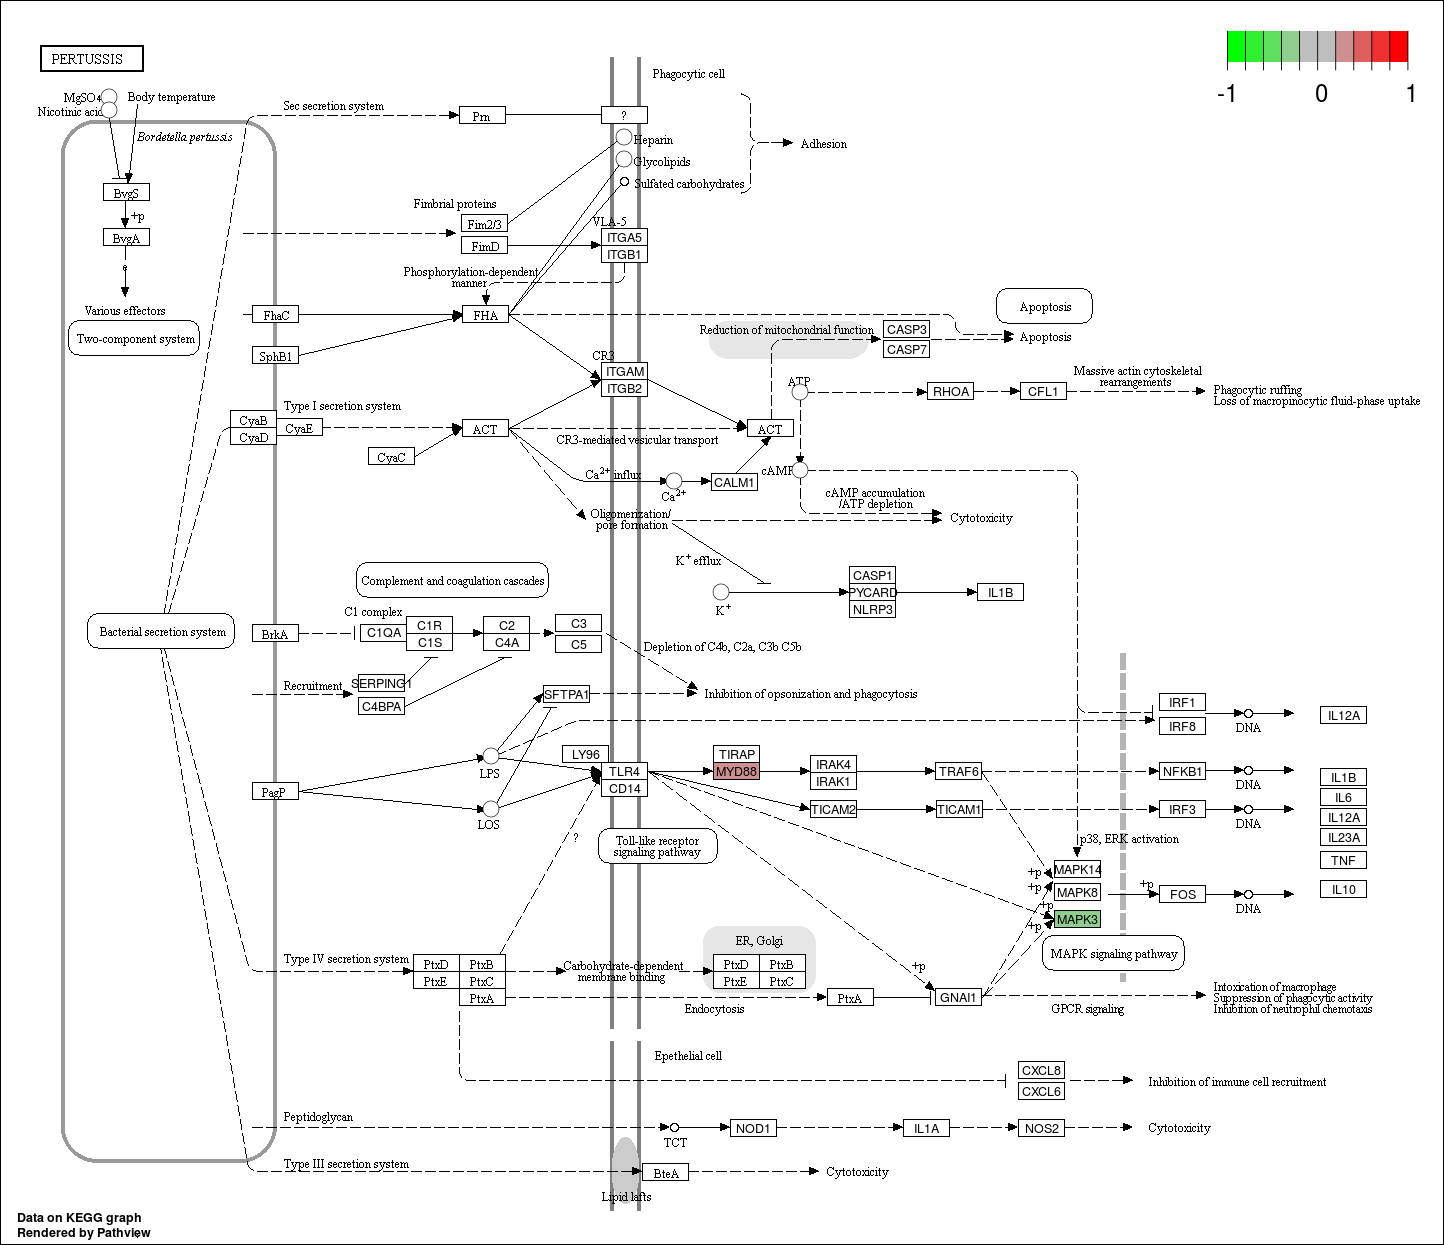 PERTUSSIS
-1 0 1
Phagocytic cell
MgSO4
Nicotinic acid
Body temperature
Bordetella pertussis
BvgS
+p
BvgA
e
Various effectors
Two-component system
Sec secretion system
Prn
?
Heparin
Glycolipids
Sulfated carbohydrates
Adhesion
Fimbrial proteins
Fim2/3
FimD
VLA-5
ITGA5
ITGB1
Phosphorylation-dependent
manner
FhaC
FHA
SphB1
CR3
ITGAM
ITGB2
Reduction of mitochondrial function
CASP3
CASP7
Apoptosis
Apoptosis
ATP
RHOA
CFL1
Massive actin cytoskeletal
rearrangements
Phagocytic ruffing
Loss of macropinocytic fluid-phase uptake
Type I secretion system
CyaB
CyaD
CyaE
CyaC
ACT
ACT
CR3-mediated vesicular transport
Ca2+ influx
Ca2+
CALM1
cAMP
cAMP accumulation
/ATP depletion
Oligomerization/
pore formation
Cytotoxicity
K+ efflux
K+
CASP1
PYCARD
NLRP3
IL1B
Complement and coagulation cascades
Bacterial secretion system
BrkA
C1 complex
C1QA
C1R
C1S
C2
C4A
C3
C5
Depletion of C4b, C2a, C3b C5b
Recruitment
SERPING1
C4BPA
SFTPA1
Inhibition of opsonization and phagocytosis
IRF1
IRF8
DNA
IL12A
LPS
LY96
TLR4
CD14
TIRAP
MYD88
IRAK4
IRAK1
TRAF6
NFKB1
DNA
PagP
LOS
TICAM2
TICAM1
IRF3
DNA
IL1B
IL6
IL12A
IL23A
TNF
IL10
?
Toll-like receptor
signaling pathway
p38, ERK activation
+p
MAPK14
+p
MAPK8
+p
FOS
DNA
+p
MAPK3
+p
MAPK signaling pathway
Type IV secretion system
PtxD
PtxB
PtxE
PtxC
PtxA
Carbohydrate-dependent
membrane binding
ER, Golgi
PtxD
PtxB
PtxE
PtxC
Endocytosis
PtxA
+p
GNAI1
GPCR signaling
Intoxication of macrophage
Suppression of phagocytic activity
Inhibition of neutrophil chemotaxis
Epethelial cell
CXCL8
CXCL6
Inhibition of immune cell recruitment
Peptidoglycan
TCT
NOD1
IL1A
NOS2
Cytotoxicity
Type III secretion system
BteA
Cytotoxicity
Lipid lafts
Data on KEGG graph
Rendered by Pathview